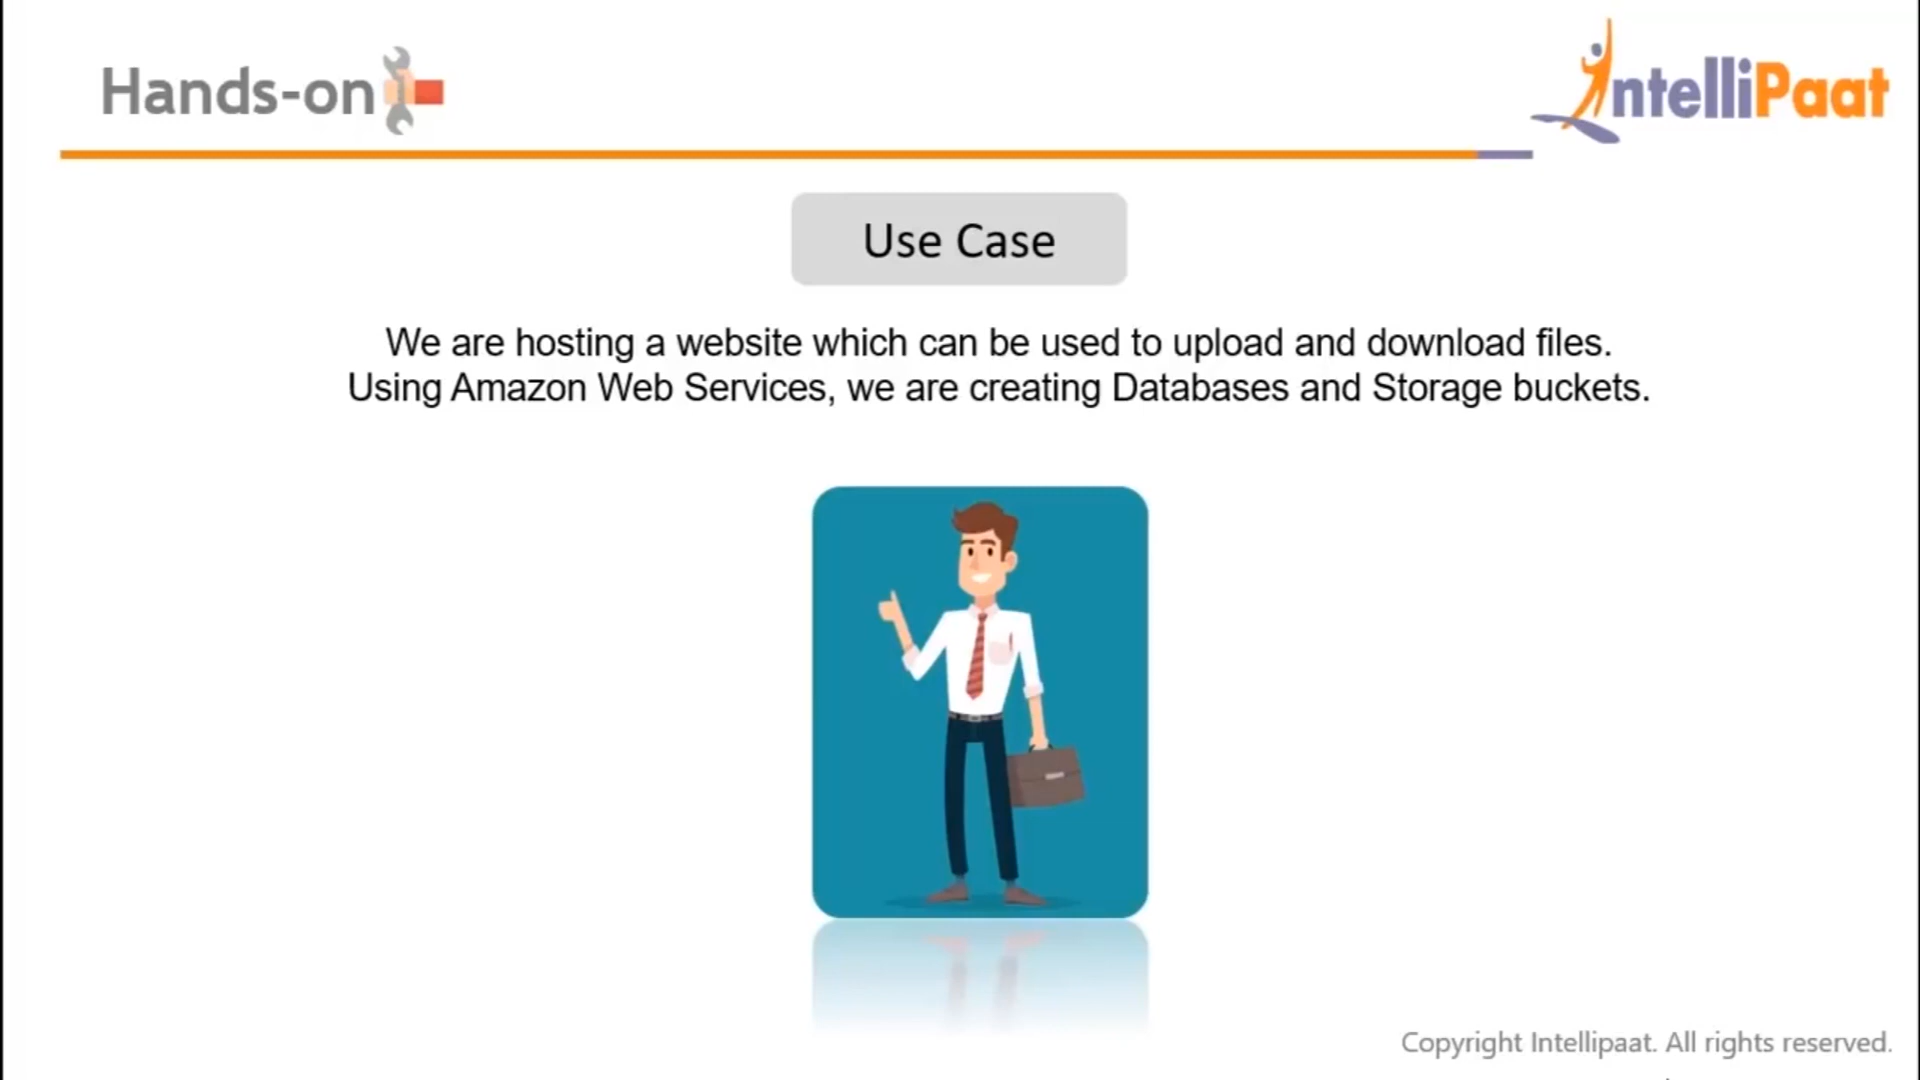 Hands-on
IntelliPaat
Use Case
We are hosting a website which can be used to upload and download files.
Using Amazon Web Services, we are creating Databases and Storage buckets.
Copyright Intellipaat. All rights reserved.